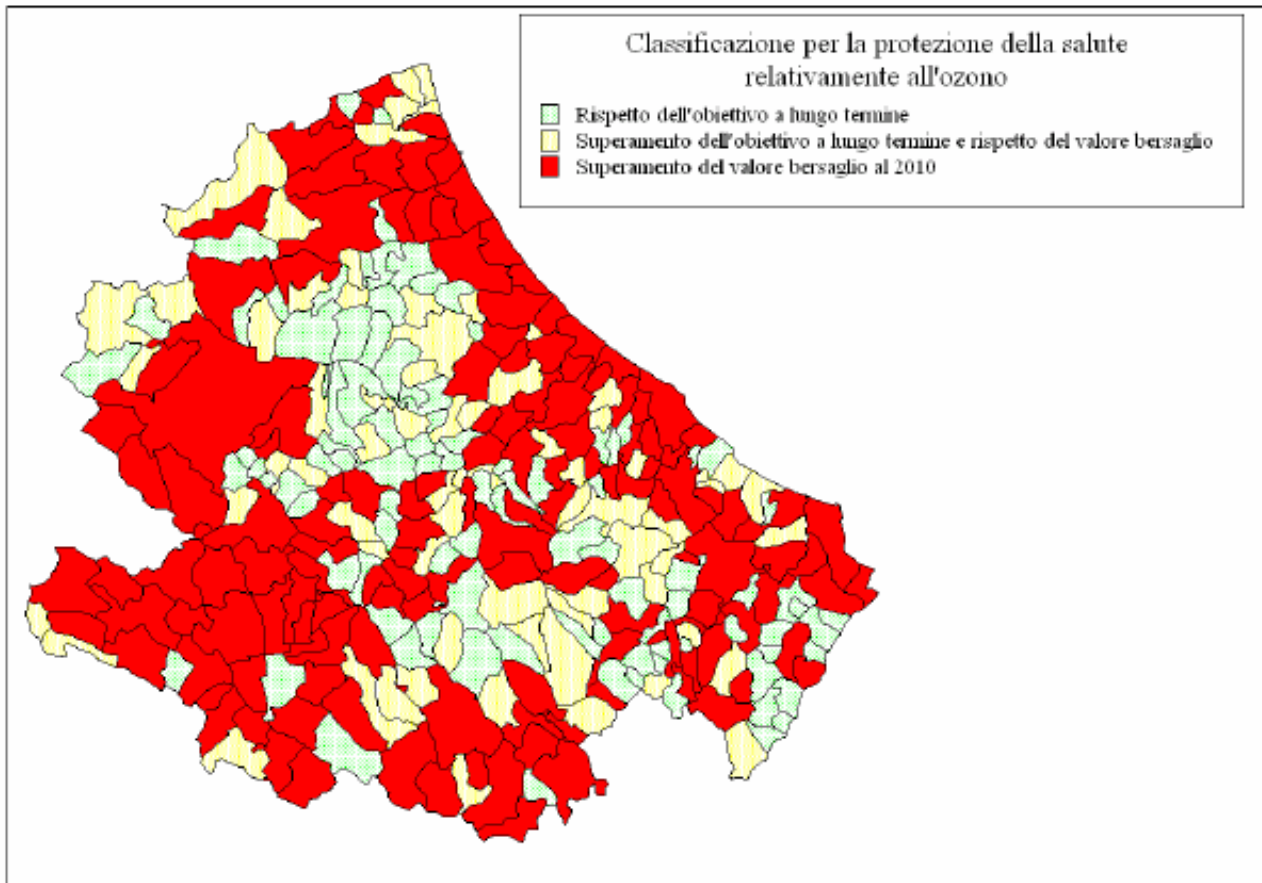 Classificazione per la protezione della salute
relativamente all'ozono
Rispetto dell'obiettivo a lungo termine
Superamento dell'obiettivo a lungo termine e rispetto del valore bersaglio
Superamento del valore bersaglio al 2010